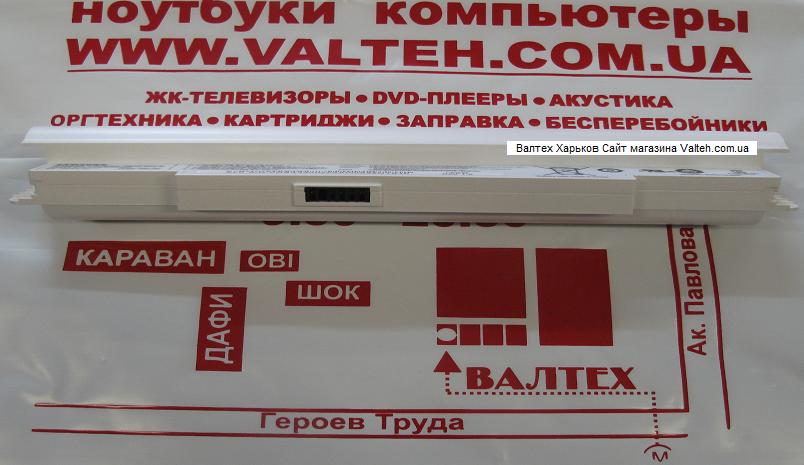 ноутбуки компьютеры
WWW.VALTEH.COM.UA
ЖК-ТЕЛЕВИЗОРЫ • DVD-ПЛЕЕРЫ • АКУСТИКА
ОРГТЕХНИКА • КАРТРИДЖИ • ЗАПРАВКА • БЕСПЕРЕБОЙНИКИ
Валтех Харьков Сайт магазина Valteh.com.ua
КАРАВАН
ОВІ
ШОК
ДАФИ
Ак. Павлова
ВАЛТЕХ
Героев Труда
М